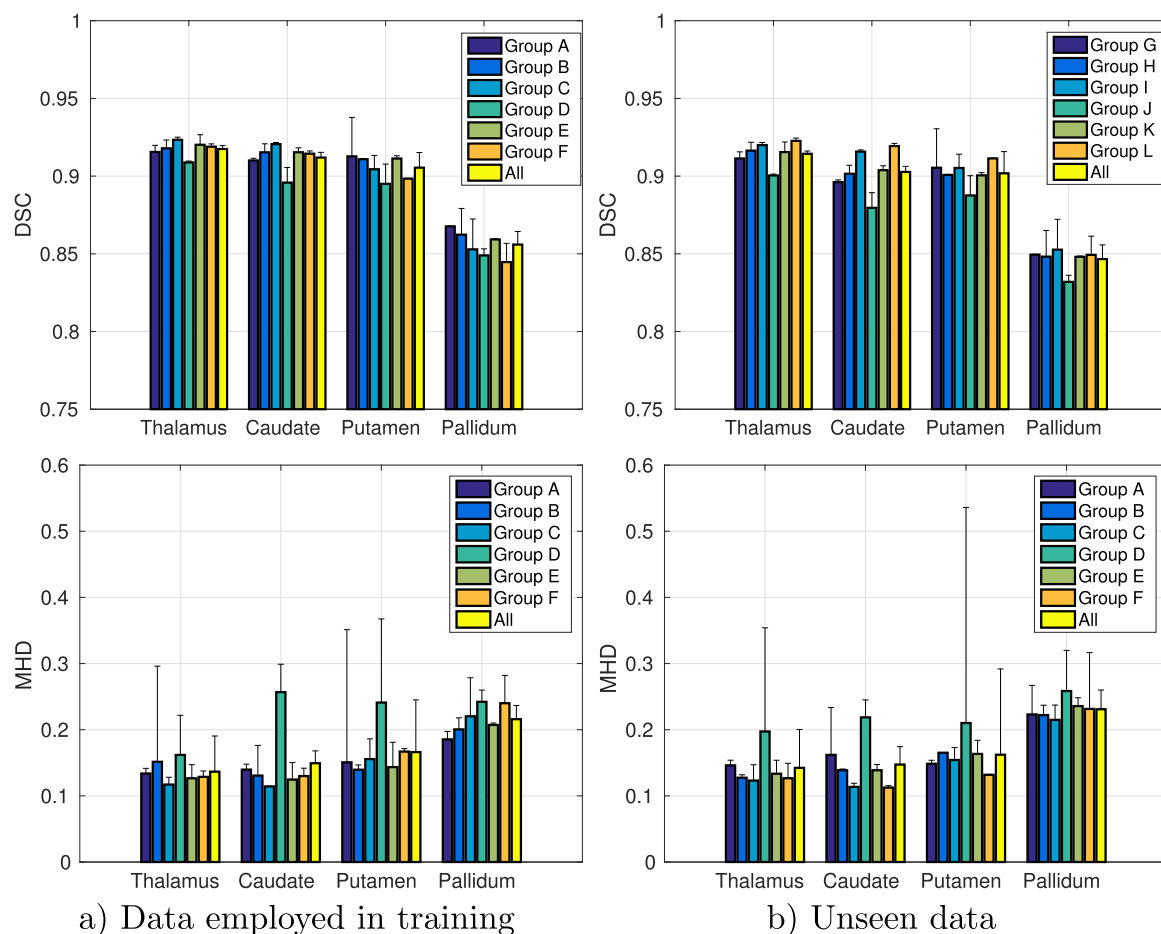 1
0.95
0.9
0.85
0.8
0.75
DSC
Thalamus Caudate Putamen Pallidum
Group A
Group B
Group C
Group D
Group E
Group F
All
1
0.95
0.9
0.85
0.8
0.75
DSC
Thalamus Caudate Putamen Pallidum
Group G
Group H
Group I
Group J
Group K
Group L
All
0.6
0.5
0.4
0.3
0.2
0.1
0
MHD
Thalamus Caudate Putamen Pallidum
Group A
Group B
Group C
Group D
Group E
Group F
All
0.6
0.5
0.4
0.3
0.2
0.1
0
MHD
Thalamus Caudate Putamen Pallidum
Group A
Group B
Group C
Group D
Group E
Group F
All
a) Data employed in training
b) Unseen data